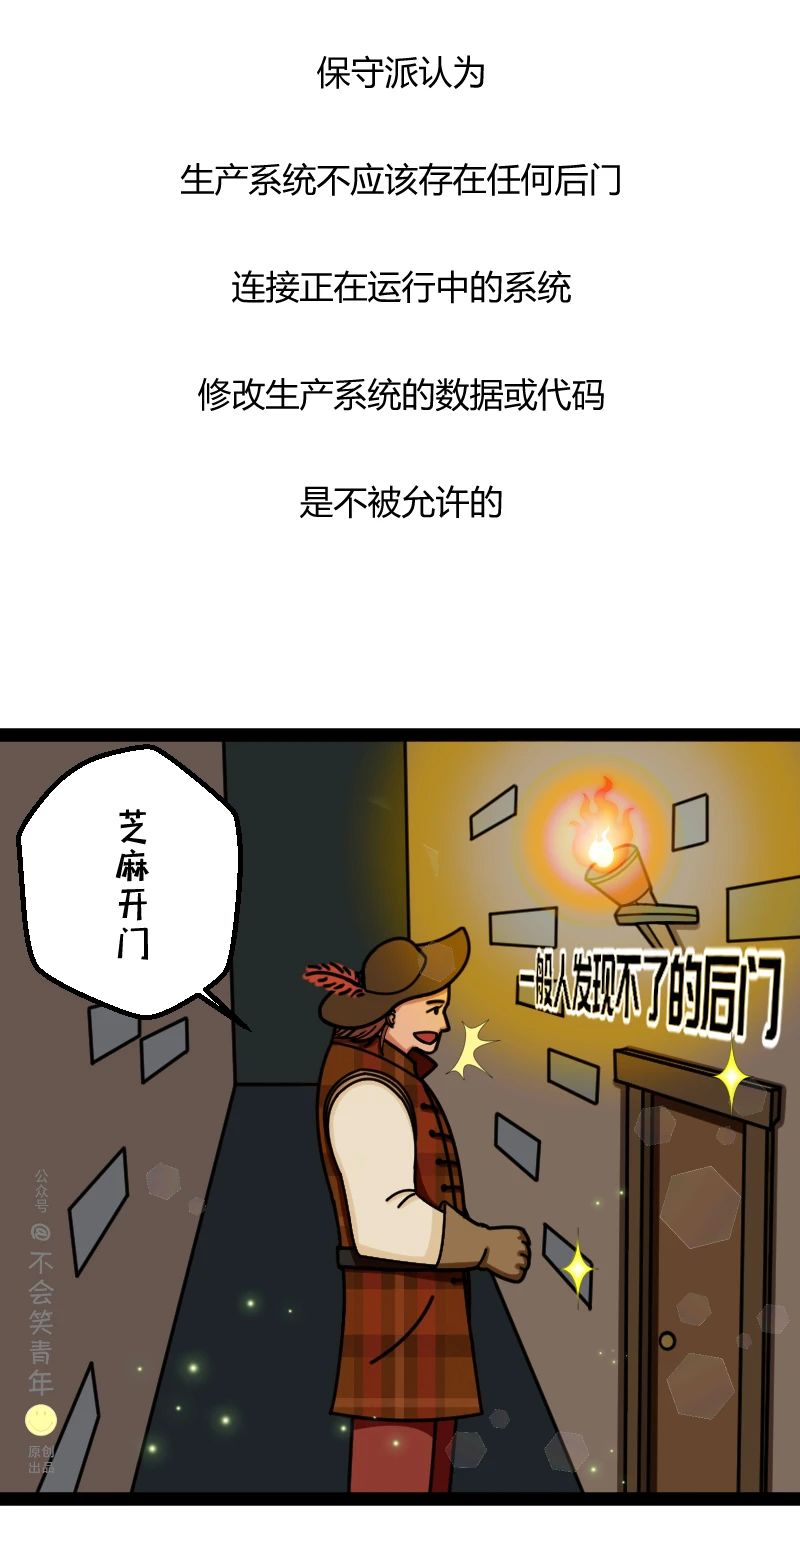 保守派认为
生产系统不应该存在任何后门
连接正在运行中的系统
修改生产系统的数据或代码
是不被允许的
芝麻开门
一般人发现不了的后门
公众号
@不会笑青年
原创
出品